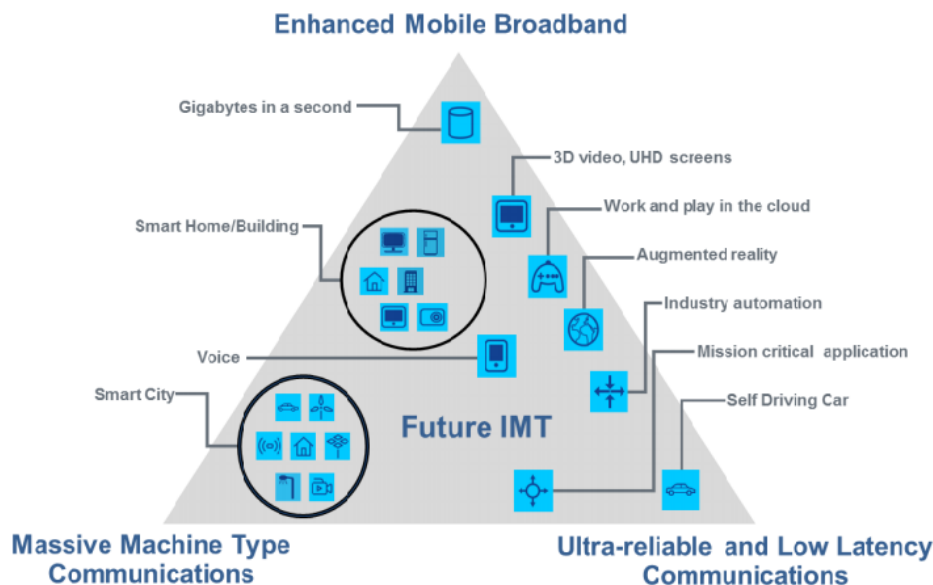 Enhanced Mobile Broadband
Gigabytes in a second
3D video, UHD screens
Work and play in the cloud
Smart Home/Building
Augmented reality
Industry automation
Voice
Mission critical application
Smart City
Self Driving Car
Future IMT
Massive Machine Type
Communications
Ultra-reliable and Low Latency
Communications